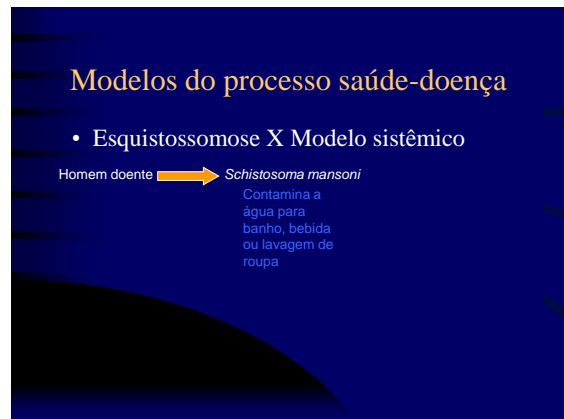 Modelos do processo saúde-doença
• Esquistossomose X Modelo sistêmico
Homem doente Schistosoma mansoni
Contamina a
água para
banho, bebida
ou lavagem de
roupa